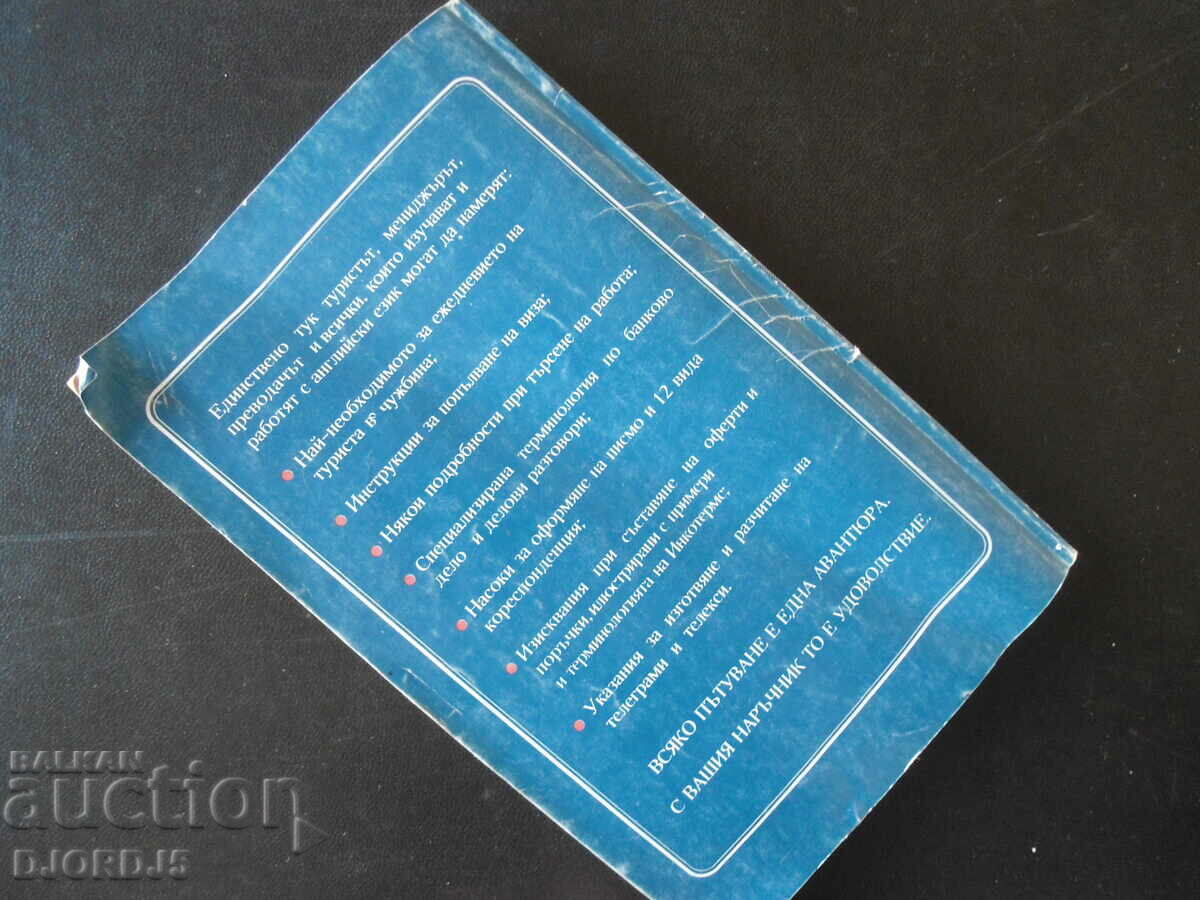 Единствено тук туристът, мениджърът,
преводачът и всички, които изучават и
работят с английски език могат да намерят:
• Най-необходимото за ежедневието на
туриста в чужбина;
• Инструкции за попълване на виза;
• Някои подробности при търсене на работа;
• Специализирана терминология по банково
дело и делови разговори;
• Насоки за оформяне на писмо и 12 вида
кореспонденция;
• Изисквания при съставяне на оферти и
поръчки, илюстрирани с примери
и терминологията на Инкотермс;
• Указания за изготвяне и разчитане на
телеграми и телекси.
ВСЯКО ПЪТУВАНЕ Е ЕДНА АВАНТЮРА.
С ВАШИЯ НАРЪЧНИК ТО Е УДОВОЛСТВИЕ.
BALKAN
auction
DJORDJ5